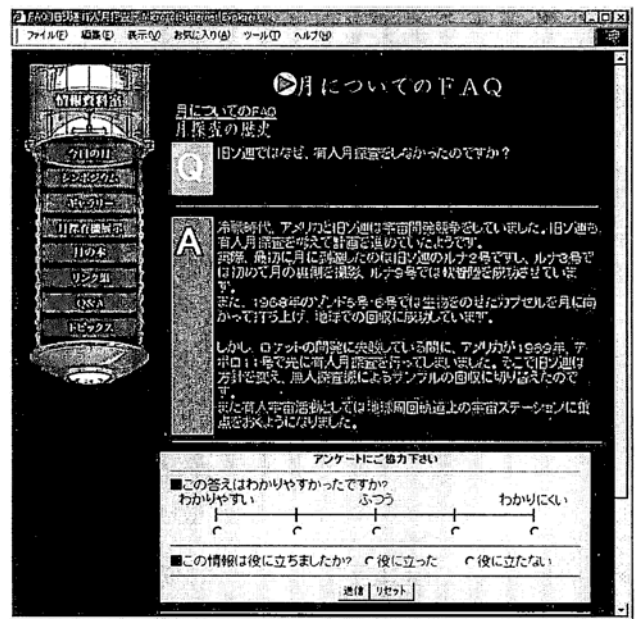 FAQ:旧ソ連有人月探査 - Microsoft Internet Explorer
ファイル(F) 編集(E) 表示(V) お気に入り(A) ツール(T) ヘルプ(H)
情報資料室
今日の月
シンポジウム
ギャラリー
月探査機展示
月の本
リンク集
Q&A
トピックス
月についてのFAQ
月についてのFAQ
月探査の歴史
Q
旧ソ連ではなぜ、有人月探査をしなかったのですか?
A
冷戦時代、アメリカと旧ソ連は宇宙開発競争をしていました。旧ソ連も
有人月探査を考えて計画を進めていたようです。
実際、最初に月に到達したのは旧ソ連のルナ2号ですし、ルナ3号で
は初めて月の裏側を撮影、ルナ9号では軟着陸を成功させていま
す。
また、1968年のゾンド5号・6号では生物をのせたカプセルを月に向
かって打ち上げ、地球での回収に成功しています。
しかし、ロケットの開発に失敗している間に、アメリカが1969年、ア
ポロ11号で先に有人月探査を行ってしまいました。そこで旧ソ連は
方針を変え、無人探査機によるサンプルの回収に切り替えたので
す。
また有人宇宙活動としては地球周回軌道上の宇宙ステーションに重
点をおくようになりました。
アンケートにご協力下さい
■この答えはわかりやすかったですか?
わかりやすい ふつう わかりにくい
■この情報は役に立ちましたか? 役に立った 役に立たない
送信 リセット